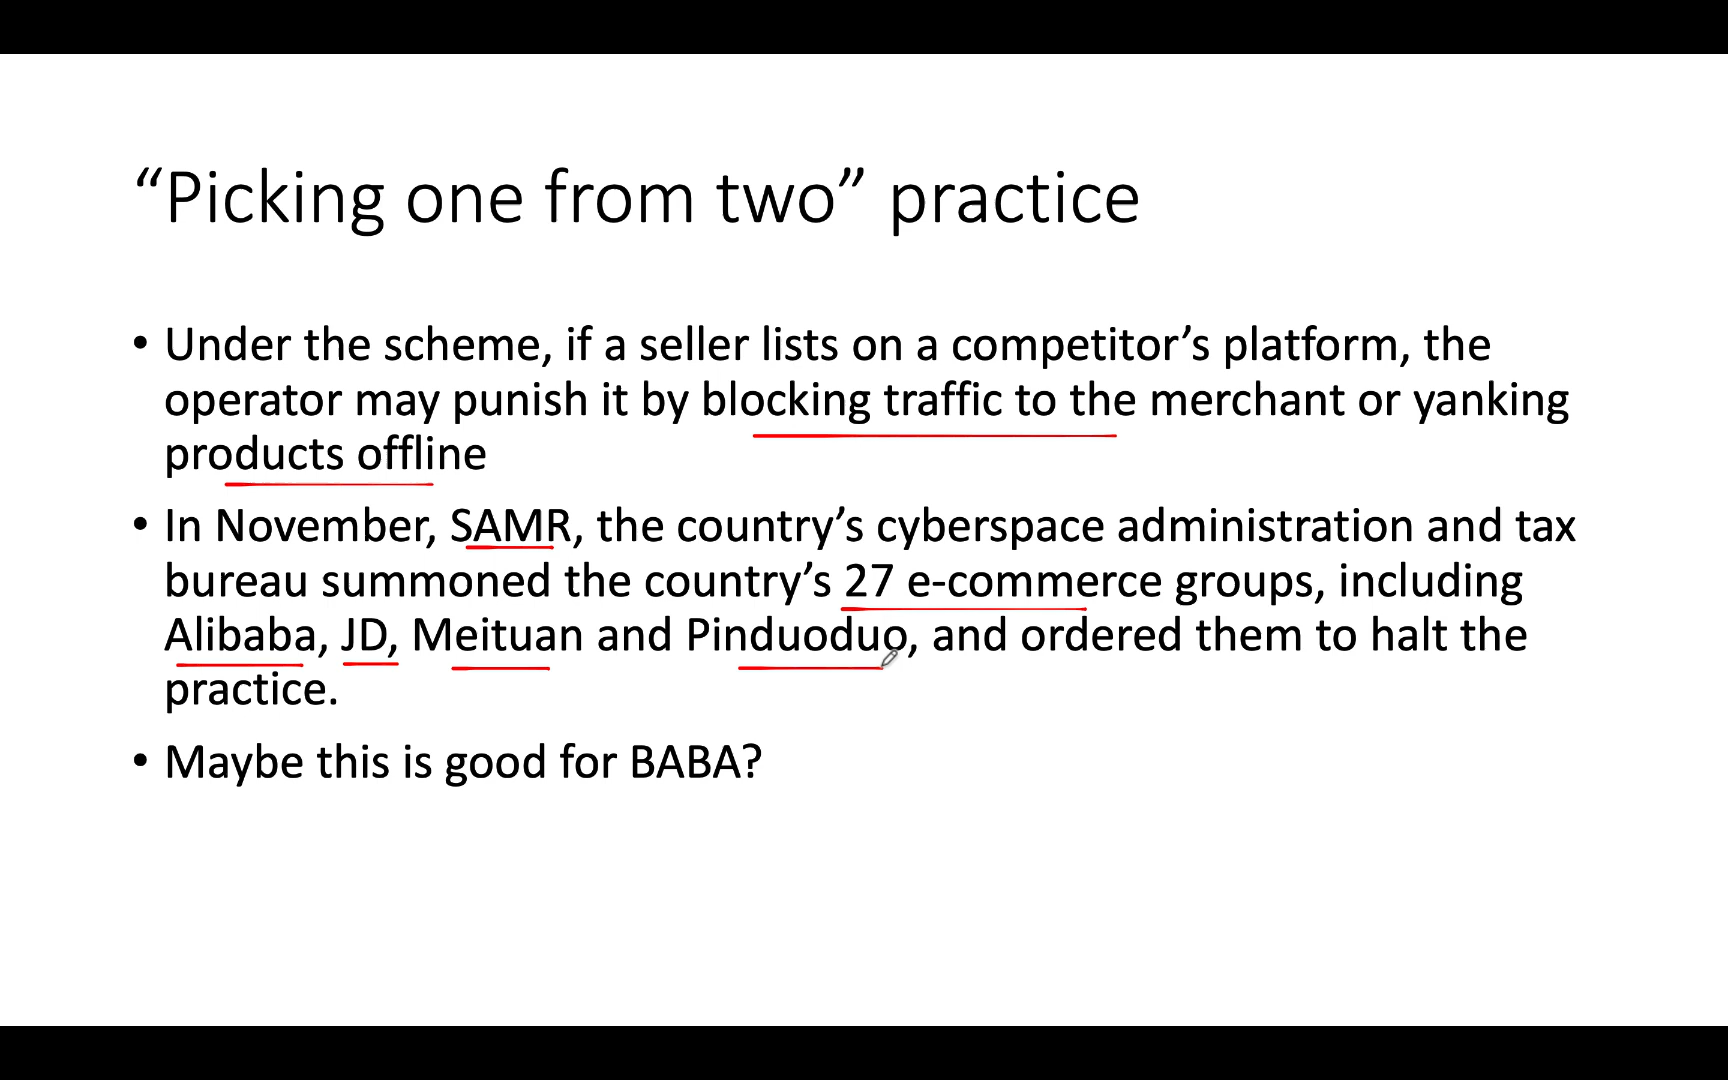 “Picking one from two” practice
• Under the scheme, if a seller lists on a competitor’s platform, the
operator may punish it by blocking traffic to the merchant or yanking
products offline
• In November, SAMR, the country’s cyberspace administration and tax
bureau summoned the country’s 27 e-commerce groups, including
Alibaba, JD, Meituan and Pinduoduo, and ordered them to halt the
practice.
• Maybe this is good for BABA?